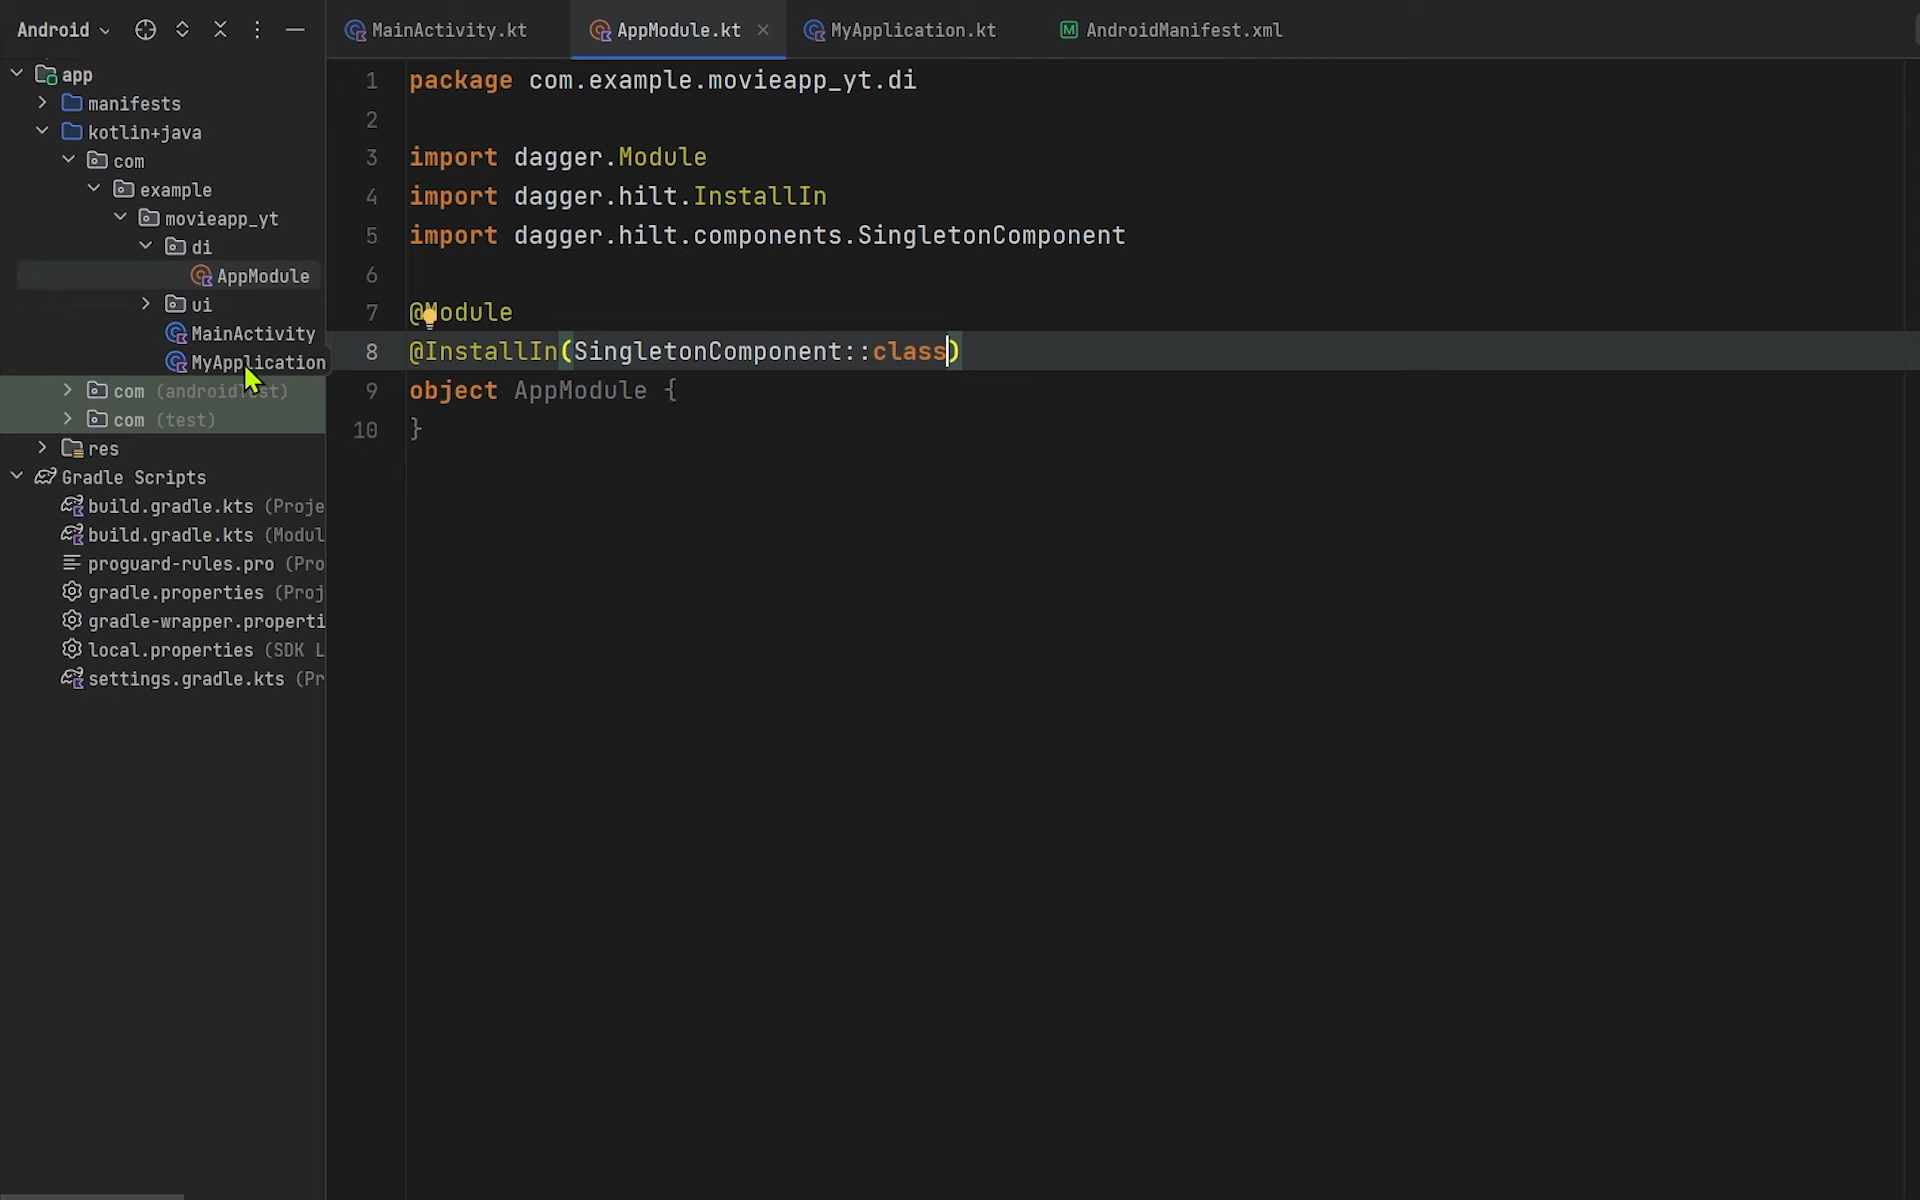 Android
MainActivity.kt
AppModule.kt
MyApplication.kt
AndroidManifest.xml
app
manifests
kotlin+java
com
example
movieapp_yt
di
AppModule
ui
MainActivity
MyApplication
com (androidTest)
com (test)
res
Gradle Scripts
build.gradle.kts (Proje
build.gradle.kts (Modul
proguard-rules.pro (Pro
gradle.properties (Proj
gradle-wrapper.properti
local.properties (SDK L
settings.gradle.kts (Pr
1 package com.example.movieapp_yt.di
2
3 import dagger.Module
4 import dagger.hilt.InstallIn
5 import dagger.hilt.components.SingletonComponent
6
7 @Module
8 @InstallIn(SingletonComponent::class)
9 object AppModule {
10 }